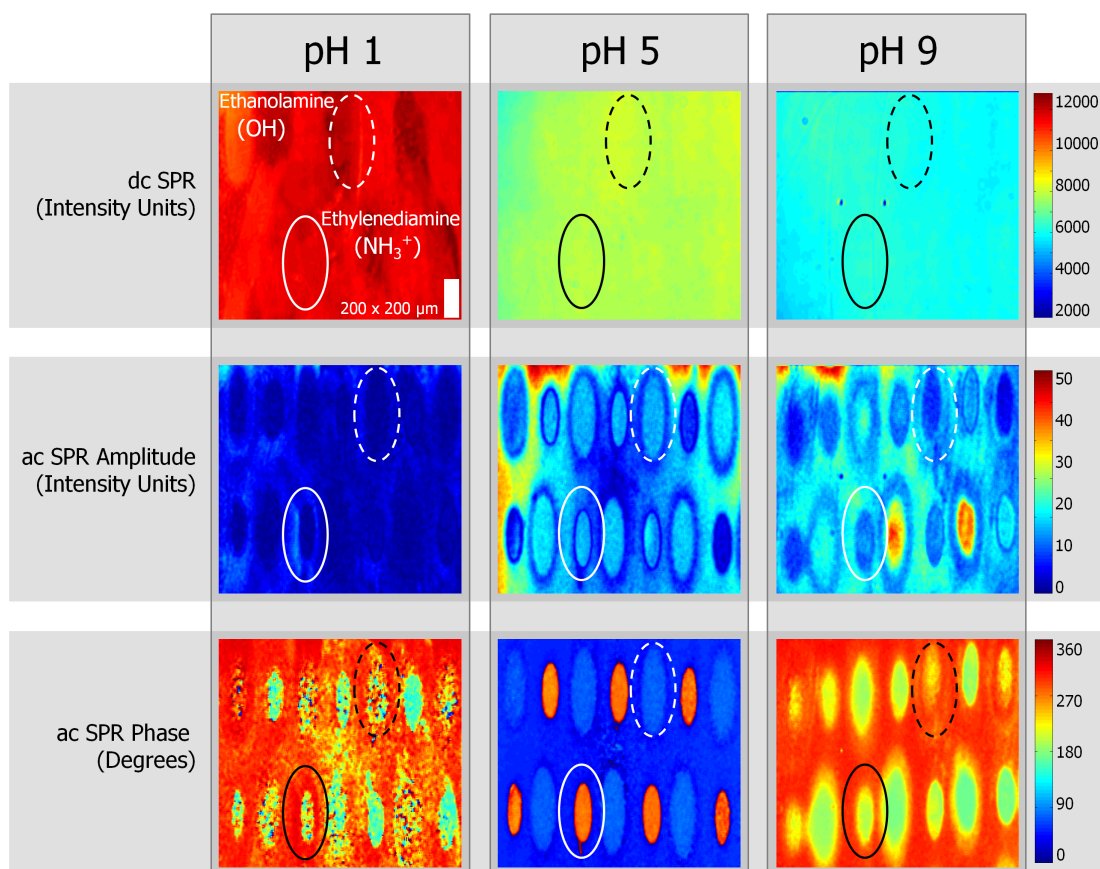 pH 1
pH 5
pH 9
dc SPR
(Intensity Units)
Ethanolamine
(OH)
Ethylenediamine
(NH₃⁺)
200 x 200 µm
12000
10000
8000
6000
4000
2000
ac SPR Amplitude
(Intensity Units)
50
40
30
20
10
0
ac SPR Phase
(Degrees)
360
270
180
90
0